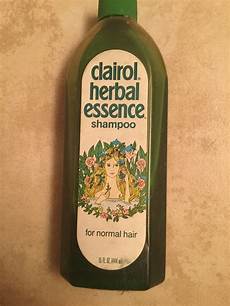 clairol®
herbal
essence®
shampoo
for normal hair